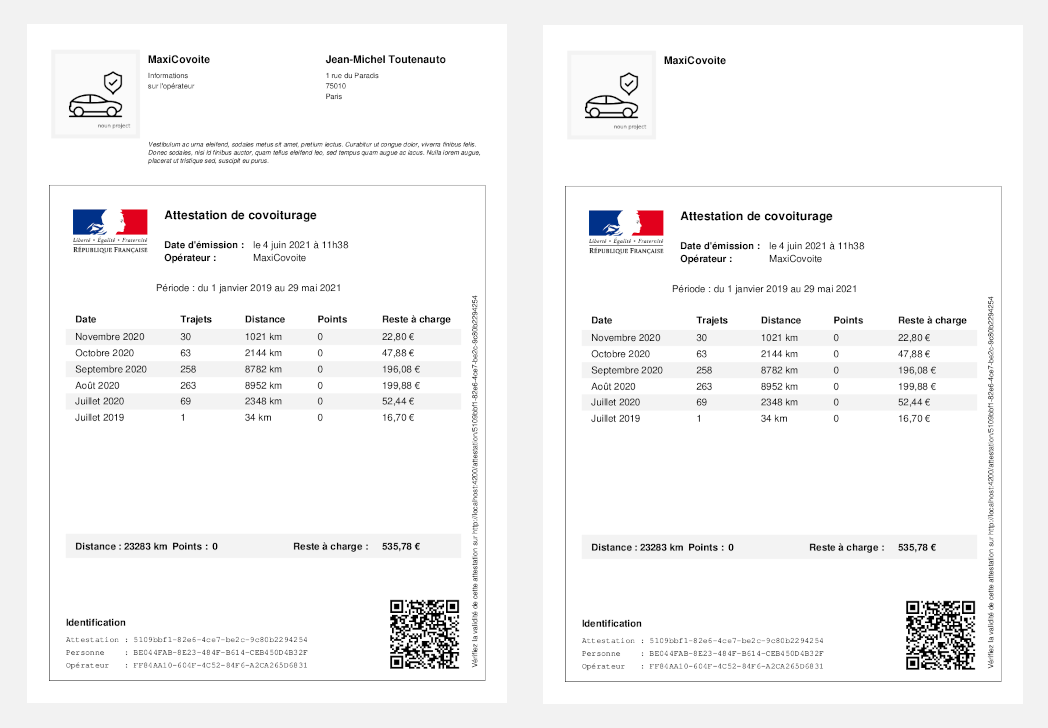 MaxiCovoite
Informations
sur l'opérateur
Jean-Michel Toutenauto
1 rue du Paradis
75010
Paris
noun project
Vestibulum ac urna eleifend, sodales metus sit amet, pretium lectus. Curabitur ut congue dolor, viverra finibus felis.
Donec sodales, nisi id finibus auctor, quam tellus eleifend leo, sed tempus quam augue ac lacus. Nulla lorem augue,
placerat ut tristique sed, suscipit eu purus.
Liberté • Égalité • Fraternité
RÉPUBLIQUE FRANÇAISE
Attestation de covoiturage
Date d'émission : le 4 juin 2021 à 11h38
Opérateur : MaxiCovoite
Période : du 1 janvier 2019 au 29 mai 2021
Date Trajets Distance Points Reste à charge
Novembre 2020 30 1021 km 0 22,80 €
Octobre 2020 63 2144 km 0 47,88 €
Septembre 2020 258 8782 km 0 196,08 €
Août 2020 263 8952 km 0 199,88 €
Juillet 2020 69 2348 km 0 52,44 €
Juillet 2019 1 34 km 0 16,70 €
Distance : 23283 km Points : 0 Reste à charge : 535,78 €
Identification
Attestation : 5109bbf1-82e6-4ce7-be2c-9c80b2294254
Personne : BE044FAB-8E23-484F-B614-CEB450D4B32F
Opérateur : FF84AA10-604F-4C52-84F6-A2CA265D6831
Vérifiez la validité de cette attestation sur http://localhost:4200/attestation/5109bbf1-82e6-4ce7-be2c-9c80b2294254
MaxiCovoite
noun project
Liberté • Égalité • Fraternité
RÉPUBLIQUE FRANÇAISE
Attestation de covoiturage
Date d'émission : le 4 juin 2021 à 11h38
Opérateur : MaxiCovoite
Période : du 1 janvier 2019 au 29 mai 2021
Date Trajets Distance Points Reste à charge
Novembre 2020 30 1021 km 0 22,80 €
Octobre 2020 63 2144 km 0 47,88 €
Septembre 2020 258 8782 km 0 196,08 €
Août 2020 263 8952 km 0 199,88 €
Juillet 2020 69 2348 km 0 52,44 €
Juillet 2019 1 34 km 0 16,70 €
Distance : 23283 km Points : 0 Reste à charge : 535,78 €
Identification
Attestation : 5109bbf1-82e6-4ce7-be2c-9c80b2294254
Personne : BE044FAB-8E23-484F-B614-CEB450D4B32F
Opérateur : FF84AA10-604F-4C52-84F6-A2CA265D6831
Vérifiez la validité de cette attestation sur http://localhost:4200/attestation/5109bbf1-82e6-4ce7-be2c-9c80b2294254